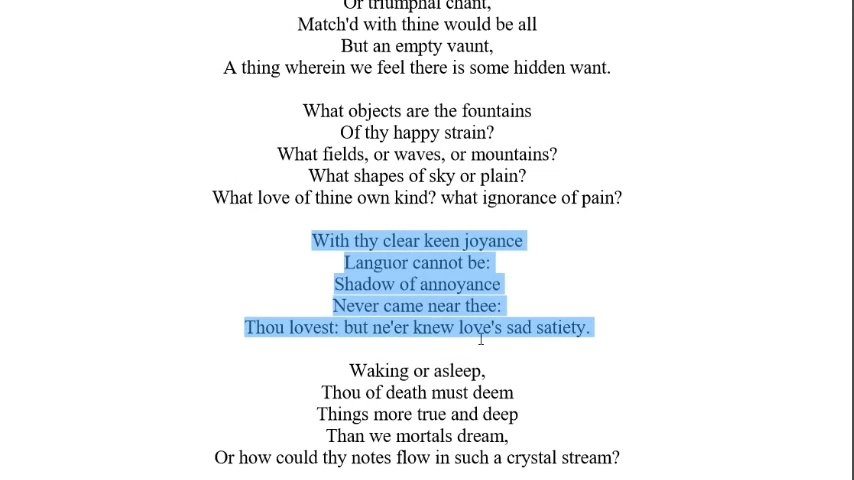 Or triumphal chant,
Match'd with thine would be all
But an empty vaunt,
A thing wherein we feel there is some hidden want.
What objects are the fountains
Of thy happy strain?
What fields, or waves, or mountains?
What shapes of sky or plain?
What love of thine own kind? what ignorance of pain?
With thy clear keen joyance
Languor cannot be:
Shadow of annoyance
Never came near thee:
Thou lovest: but ne'er knew love's sad satiety.
Waking or asleep,
Thou of death must deem
Things more true and deep
Than we mortals dream,
Or how could thy notes flow in such a crystal stream?